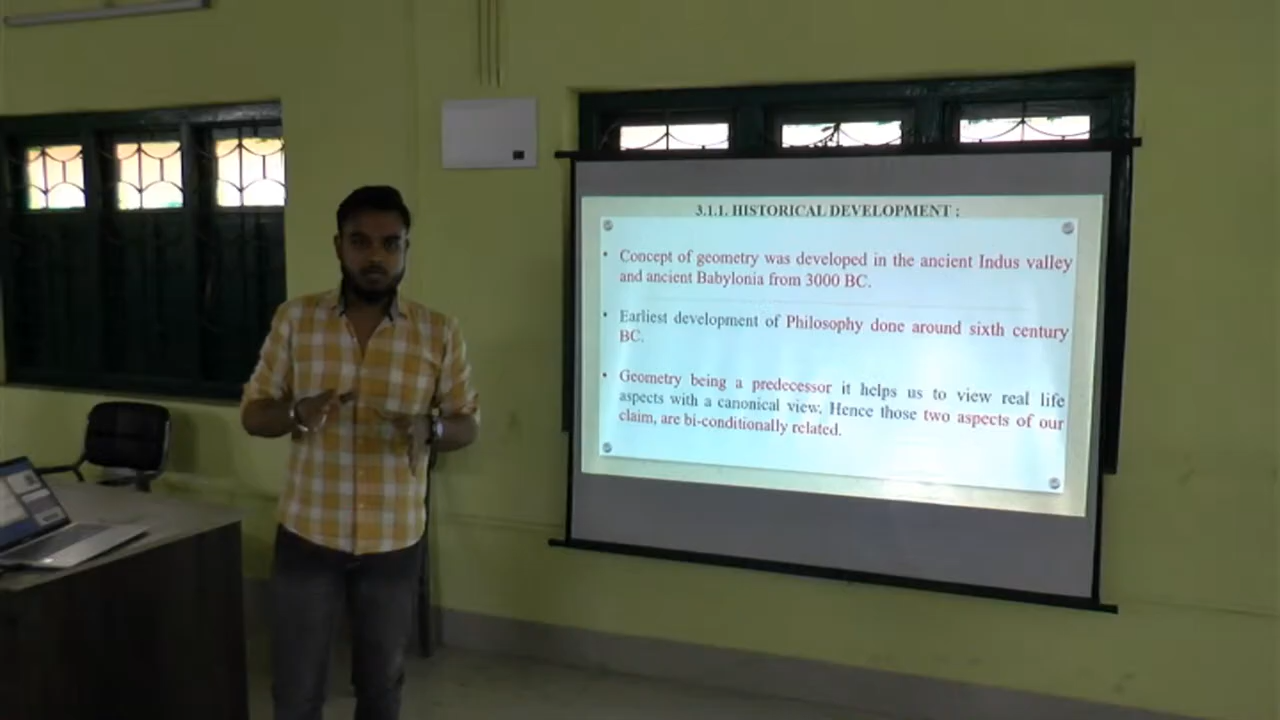 3.1.1. HISTORICAL DEVELOPMENT :
• Concept of geometry was developed in the ancient Indus valley
and ancient Babylonia from 3000 BC.
• Earliest development of Philosophy done around sixth century
BC.
• Geometry being a predecessor it helps us to view real life
aspects with a canonical view. Hence those two aspects of our
claim, are bi-conditionally related.